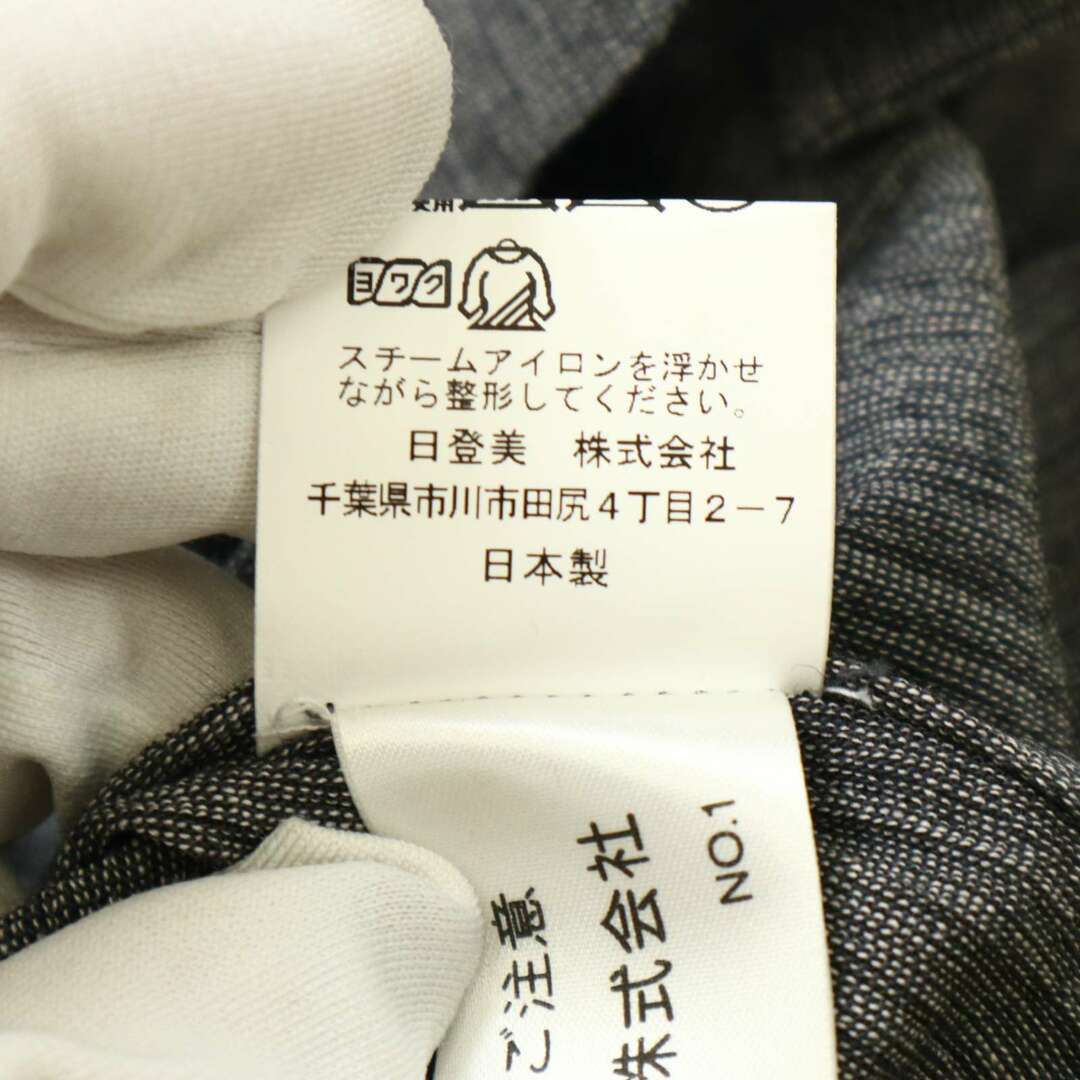 ヨワク
スチームアイロンを浮かせ
ながら整形してください。
日登美　株式会社
千葉県市川市田尻４丁目２－７
日本製
ご注意
株式会社
NO.1